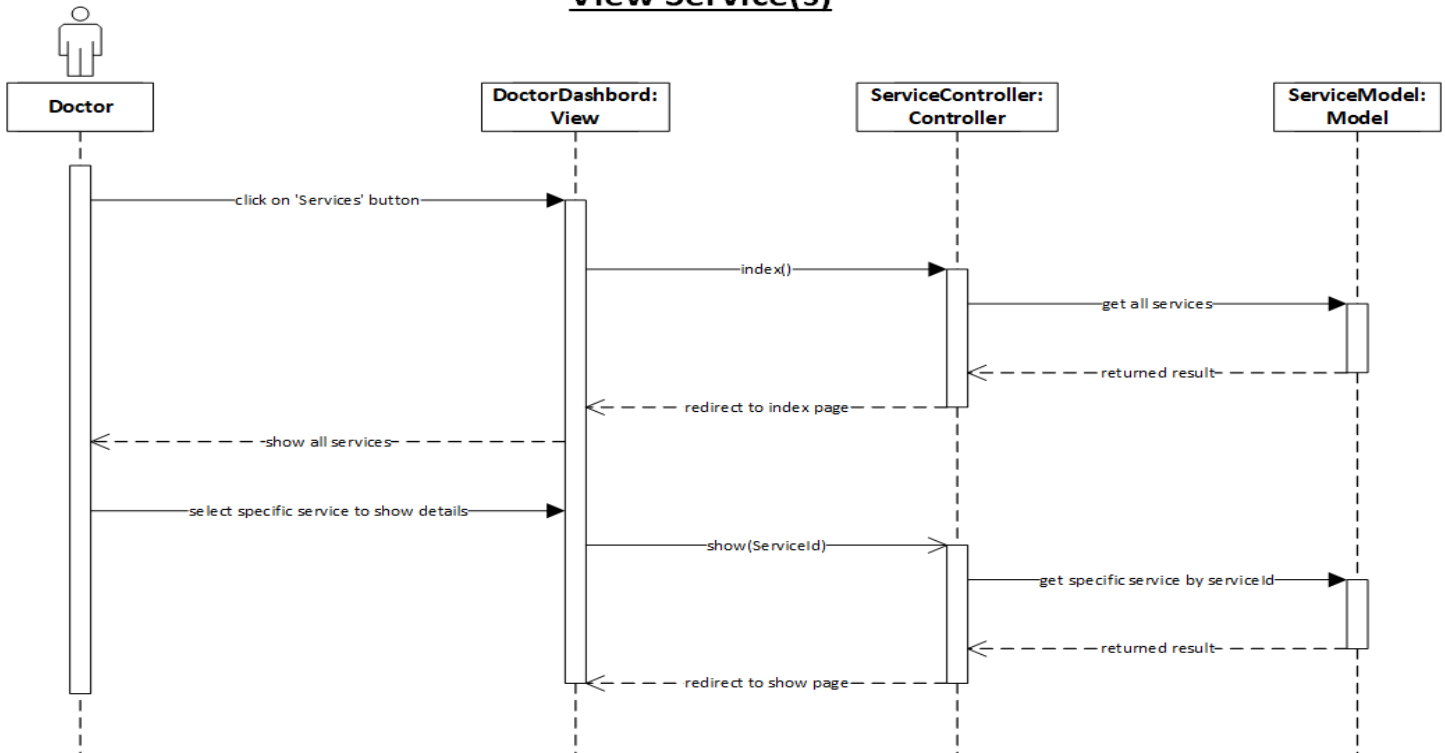 View Service(s)
Doctor
DoctorDashbord:
View
ServiceController:
Controller
ServiceModel:
Model
click on 'Services' button
index()
get all services
returned result
redirect to index page
show all services
select specific service to show details
show(ServiceId)
get specific service by serviceId
returned result
redirect to show page